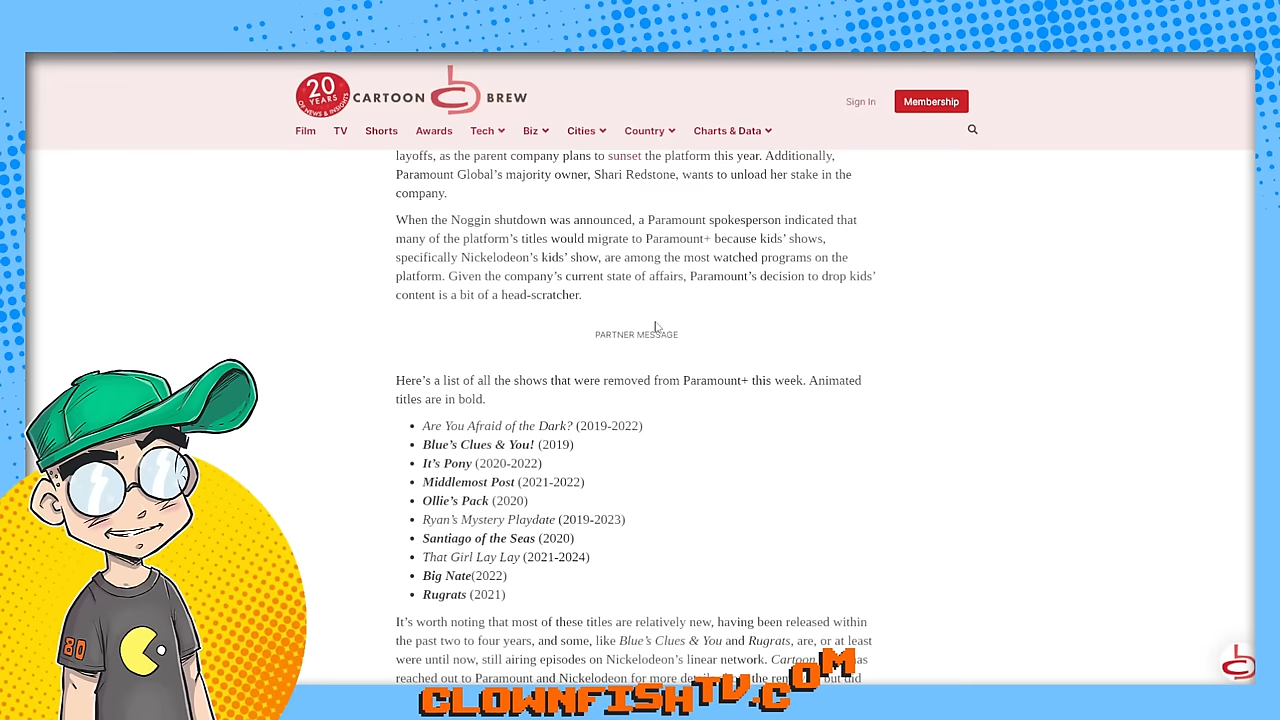 20
YEARS
OF NEWS & INSIGHTS
CARTOON BREW
Sign In
Membership
Film TV Shorts Awards Tech Biz Cities Country Charts & Data
layoffs, as the parent company plans to sunset the platform this year. Additionally,
Paramount Global’s majority owner, Shari Redstone, wants to unload her stake in the
company.
When the Noggin shutdown was announced, a Paramount spokesperson indicated that
many of the platform’s titles would migrate to Paramount+ because kids’ shows,
specifically Nickelodeon’s kids’ show, are among the most watched programs on the
platform. Given the company’s current state of affairs, Paramount’s decision to drop kids’
content is a bit of a head-scratcher.
PARTNER MESSAGE
Here’s a list of all the shows that were removed from Paramount+ this week. Animated
titles are in bold.
• Are You Afraid of the Dark? (2019-2022)
• Blue’s Clues & You! (2019)
• It’s Pony (2020-2022)
• Middlemost Post (2021-2022)
• Ollie’s Pack (2020)
• Ryan’s Mystery Playdate (2019-2023)
• Santiago of the Seas (2020)
• That Girl Lay Lay (2021-2024)
• Big Nate(2022)
• Rugrats (2021)
It’s worth noting that most of these titles are relatively new, having been released within
the past two to four years, and some, like Blue’s Clues & You and Rugrats, are, or at least
were until now, still airing episodes on Nickelodeon’s linear network. Cartoon
reached out to Paramount and Nickelodeon for more the but did
80
CLOWNFISHTV.COM